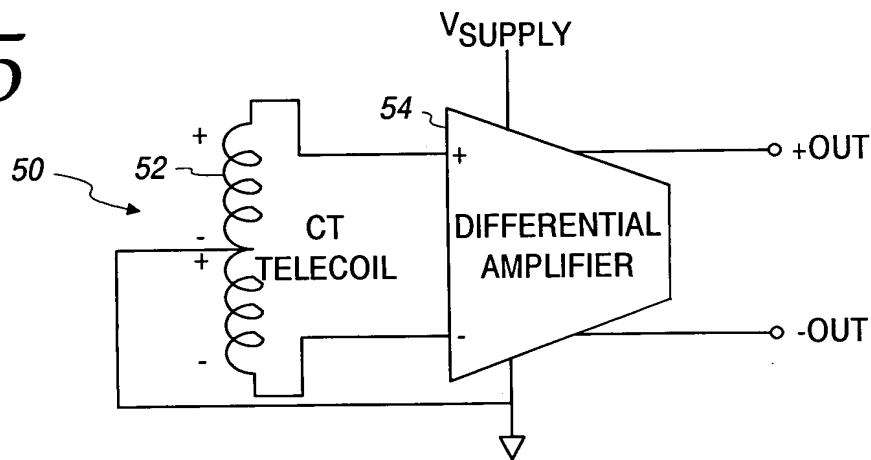 5
VSUPPLY
54
+
52
+
+OUT
50
-
+
CT
TELECOIL
DIFFERENTIAL
AMPLIFIER
-
-
-OUT